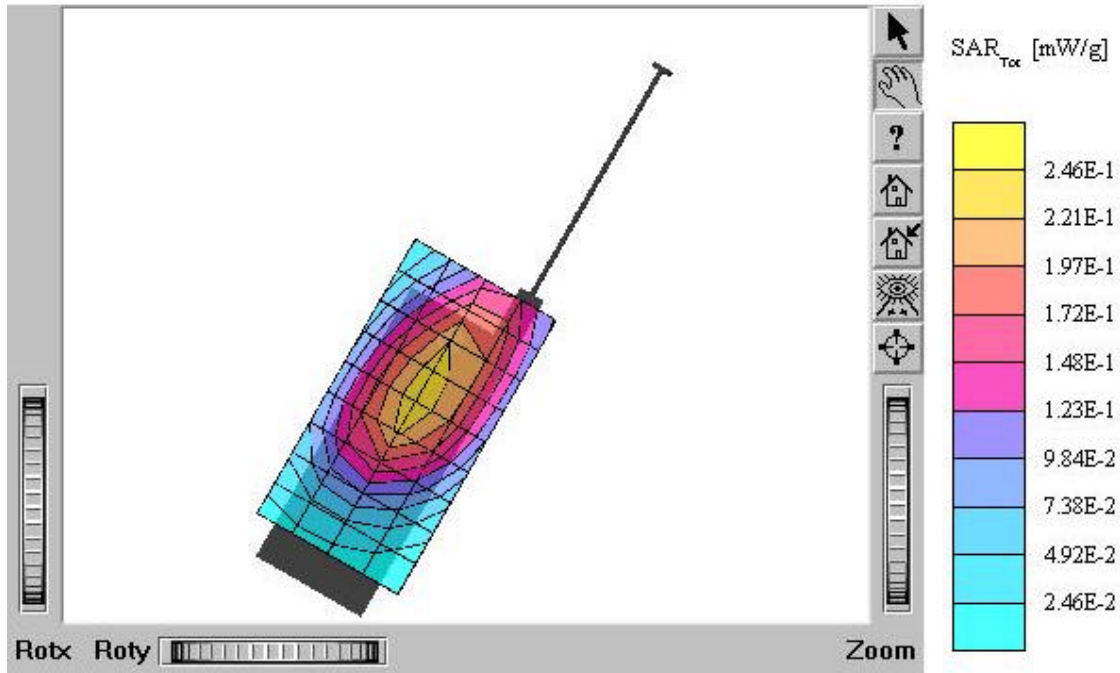 SAR_Tot [mW/g]
?
2.46E-1
2.21E-1
1.97E-1
1.72E-1
1.48E-1
1.23E-1
9.84E-2
7.38E-2
4.92E-2
2.46E-2
Rotx Roty Zoom